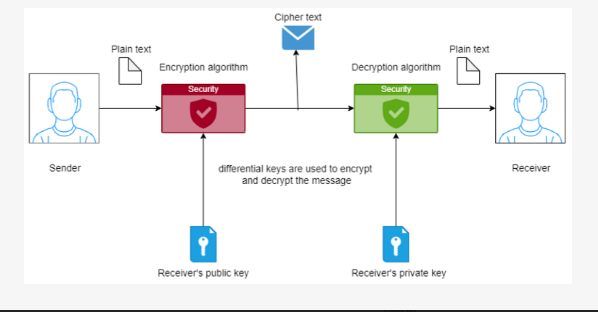 Cipher text
Plain text
Plain text
Encryption algorithm
Decryption algorithm
Security
Security
Sender
differential keys are used to encrypt
and decrypt the message
Receiver
Receiver's public key
Receiver's private key